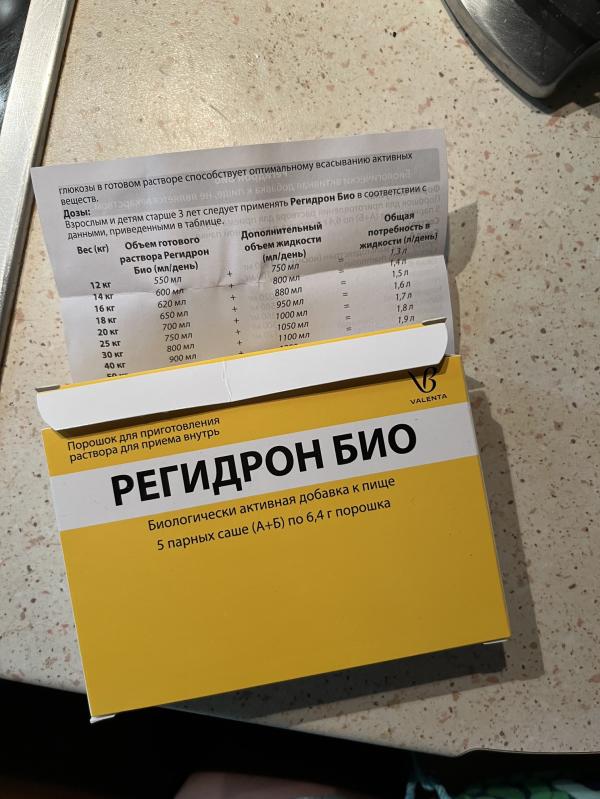 глюкозы в готовом растворе способствует оптимальному всасыванию активных
веществ.
Дозы:
Взрослым и детям старше 3 лет следует применять Регидрон Био в соответствии с
данными, приведенными в таблице.
Вес (кг) Объем готового раствора Регидрон Био (мл/день) Дополнительный объем жидкости (мл/день) Общая потребность в жидкости (л/день)
12 кг 550 мл + 750 мл = 1,3 л
14 кг 600 мл + 800 мл = 1,4 л
16 кг 620 мл + 880 мл = 1,5 л
18 кг 650 мл + 950 мл = 1,6 л
20 кг 700 мл + 1000 мл = 1,7 л
25 кг 750 мл + 1050 мл = 1,8 л
30 кг 800 мл + 1100 мл = 1,9 л
40 кг 900 мл +
VALENTA
Порошок для приготовления
раствора для приема внутрь
РЕГИДРОН БИО
Биологически активная добавка к пище
5 парных саше (А+Б) по 6,4 г порошка